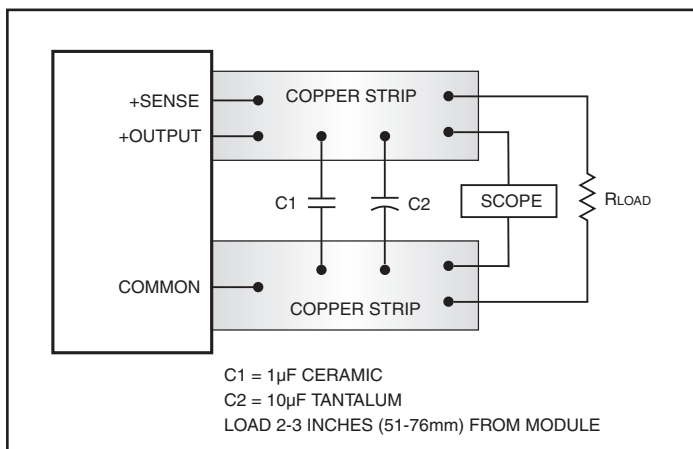 +SENSE
COPPER STRIP
+OUTPUT
C1
C2
SCOPE
RLOAD
COMMON
COPPER STRIP
C1 = 1µF CERAMIC
C2 = 10µF TANTALUM
LOAD 2-3 INCHES (51-76mm) FROM MODULE